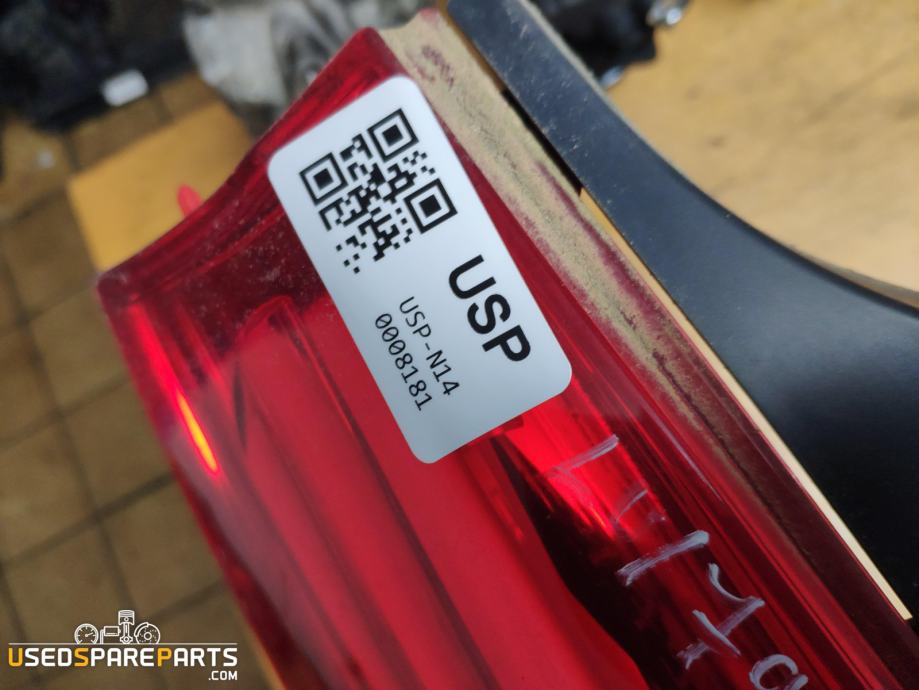 USP
USP-N14
0008181
USEDSPAREPARTS
.COM